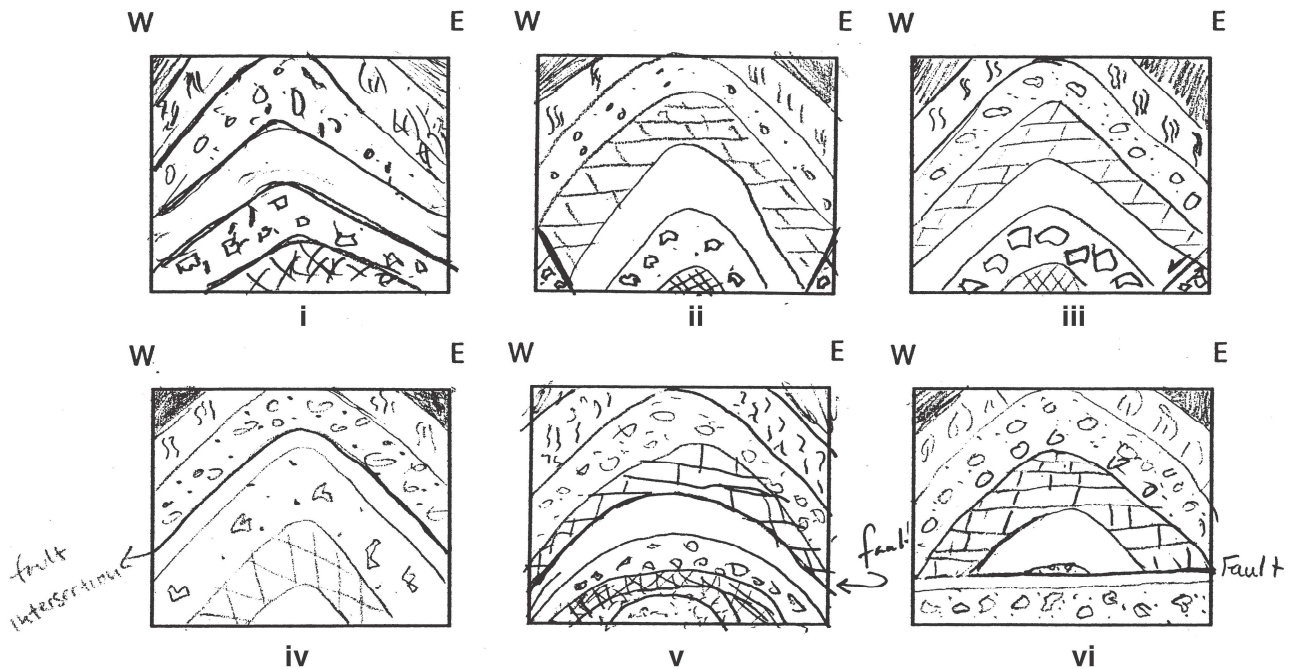 W E W E W E
i ii iii
W E W E W E
fault
intersection
fault
Fault
iv v vi